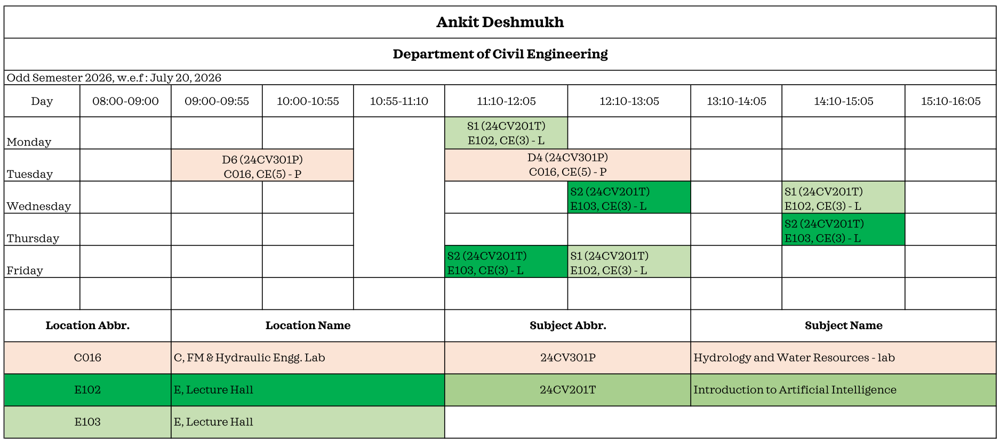 Ankit Deshmukh
Department of Civil Engineering
Odd Semester 2026, w.e.f : July 20, 2026
Day 08:00-09:00 09:00-09:55 10:00-10:55 10:55-11:10 11:10-12:05 12:10-13:05 13:10-14:05 14:10-15:05 15:10-16:05
Monday
S1 (24CV201T)
E102, CE(3) - L
Tuesday
D6 (24CV301P)
C016, CE(5) - P
D4 (24CV301P)
C016, CE(5) - P
Wednesday
S2 (24CV201T)
E103, CE(3) - L
S1 (24CV201T)
E102, CE(3) - L
Thursday
S2 (24CV201T)
E103, CE(3) - L
Friday
S2 (24CV201T)
E103, CE(3) - L
S1 (24CV201T)
E102, CE(3) - L
Location Abbr. Location Name Subject Abbr. Subject Name
C016 C, FM & Hydraulic Engg. Lab 24CV301P Hydrology and Water Resources - lab
E102 E, Lecture Hall 24CV201T Introduction to Artificial Intelligence
E103 E, Lecture Hall